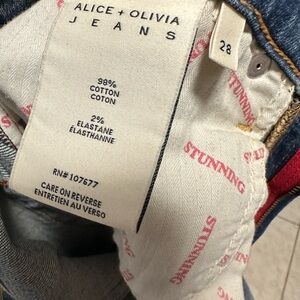 ALICE + OLIVIA
JEANS
28
98%
COTTON
COTON
2%
ELASTANE
ELASTHANNE
RN# 107677
CARE ON REVERSE
ENTRETIEN AU VERSO
STUNNING
STUNNING
STUNNING